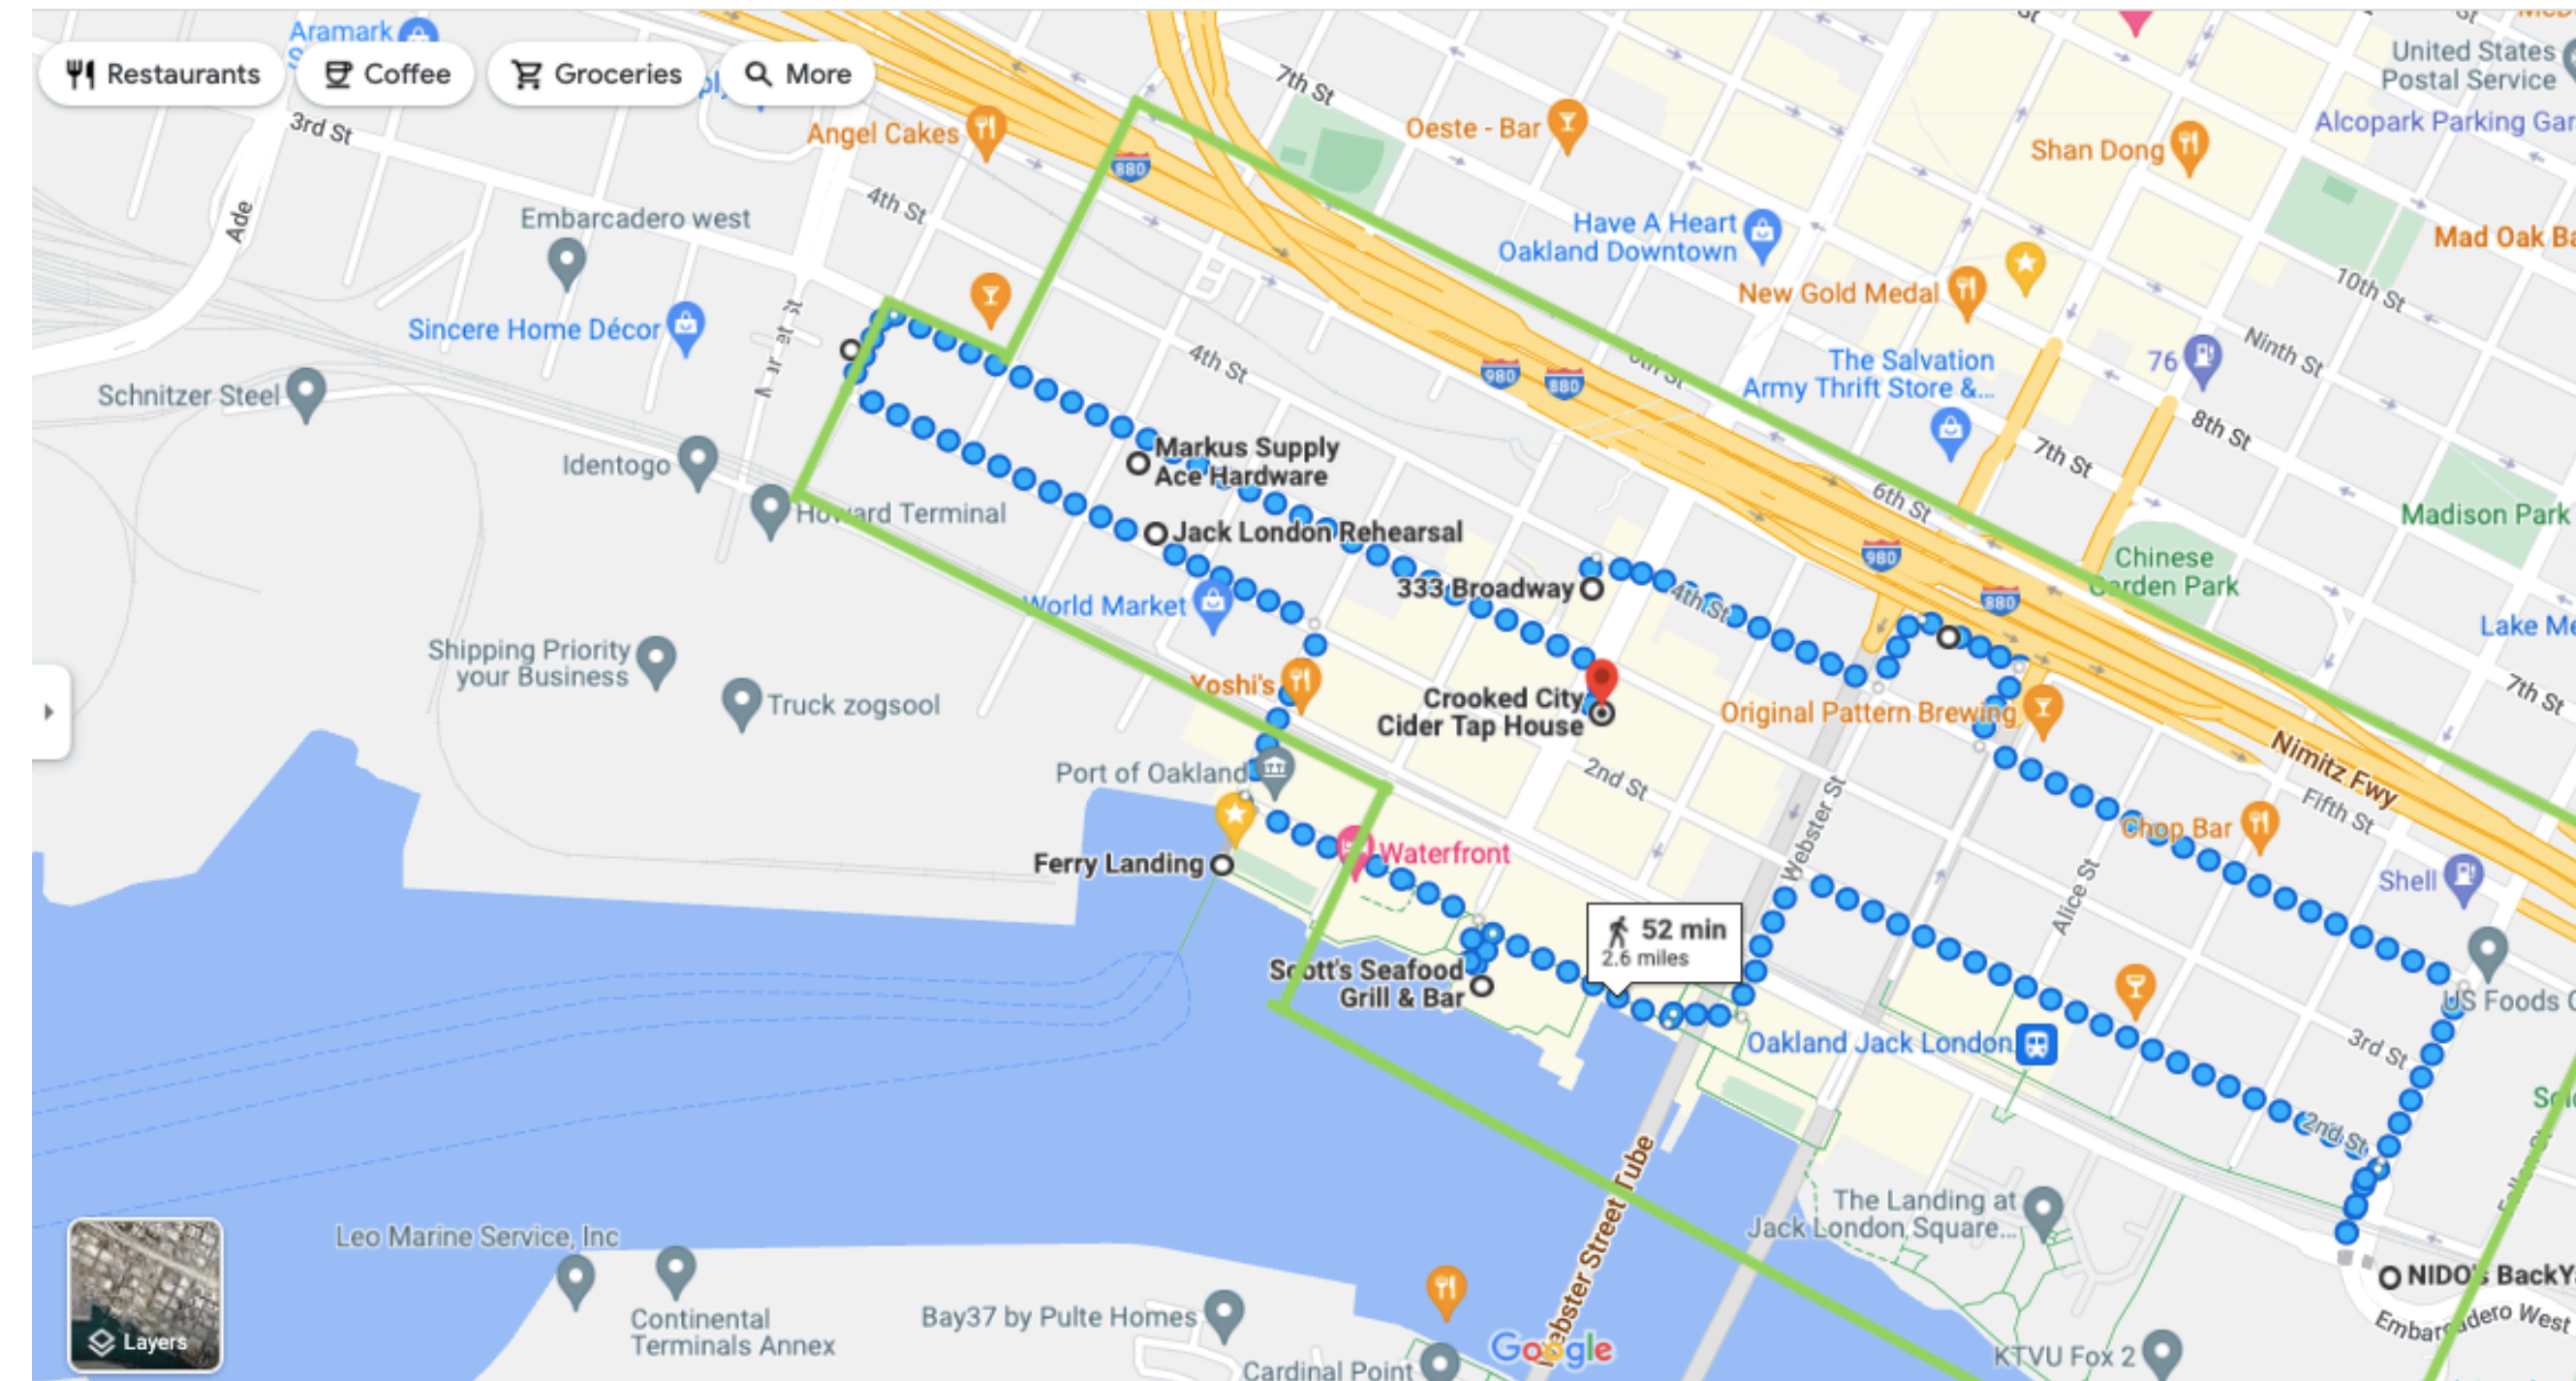 Aramark
Restaurants
Coffee
Groceries
More
3rd St
Ade
Angel Cakes
4th St
880
7th St
Oeste - Bar
United States
Postal Service
Alcopark Parking Gar
Shan Dong
Mad Oak Ba
Have A Heart
Oakland Downtown
New Gold Medal
10th St
Ninth St
Embarcadero west
Sincere Home Décor
Schnitzer Steel
Identogo
Howard Terminal
4th St
980
880
The Salvation
Army Thrift Store &...
76
8th St
7th St
6th St
Madison Park
Markus Supply
Ace Hardware
Jack London Rehearsal
333 Broadway
4th St
980
880
Chinese
Garden Park
Lake Me
7th St
World Market
Shipping Priority
your Business
Truck zogsool
Yoshi's
Crooked City
Cider Tap House
Original Pattern Brewing
Nimitz Fwy
Fifth St
Port of Oakland
2nd St
Webster St
Chop Bar
Shell
Ferry Landing
Waterfront
52 min
2.6 miles
Alice St
Scott's Seafood
Grill & Bar
US Foods C
Oakland Jack London
3rd St
2nd St
Webster Street Tube
The Landing at
Jack London Square...
NIDO's BackYa
Embarcadero West
KTVU Fox 2
Leo Marine Service, Inc
Continental
Terminals Annex
Bay37 by Pulte Homes
Cardinal Point
Google
Layers